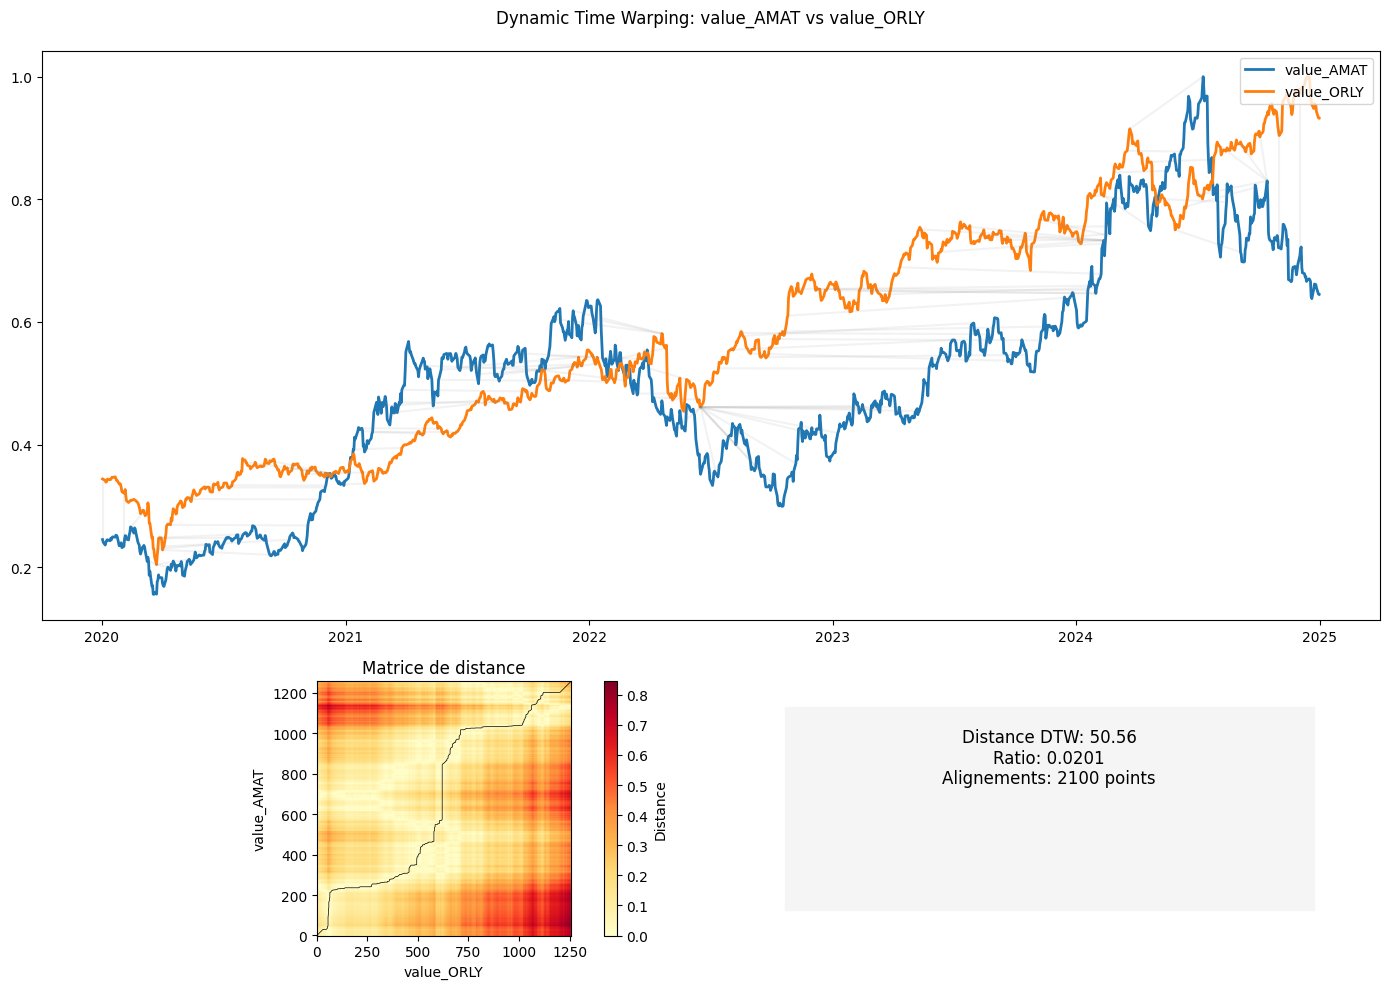 Dynamic Time Warping: value_AMAT vs value_ORLY
value_AMAT
value_ORLY
1.0
0.8
0.6
0.4
0.2
2020 2021 2022 2023 2024 2025
Matrice de distance
value_AMAT
1200
1000
800
600
400
200
0
0 250 500 750 1000 1250
value_ORLY
0.8
0.7
0.6
0.5
0.4
0.3
0.2
0.1
0.0
Distance
Distance DTW: 50.56
Ratio: 0.0201
Alignements: 2100 points